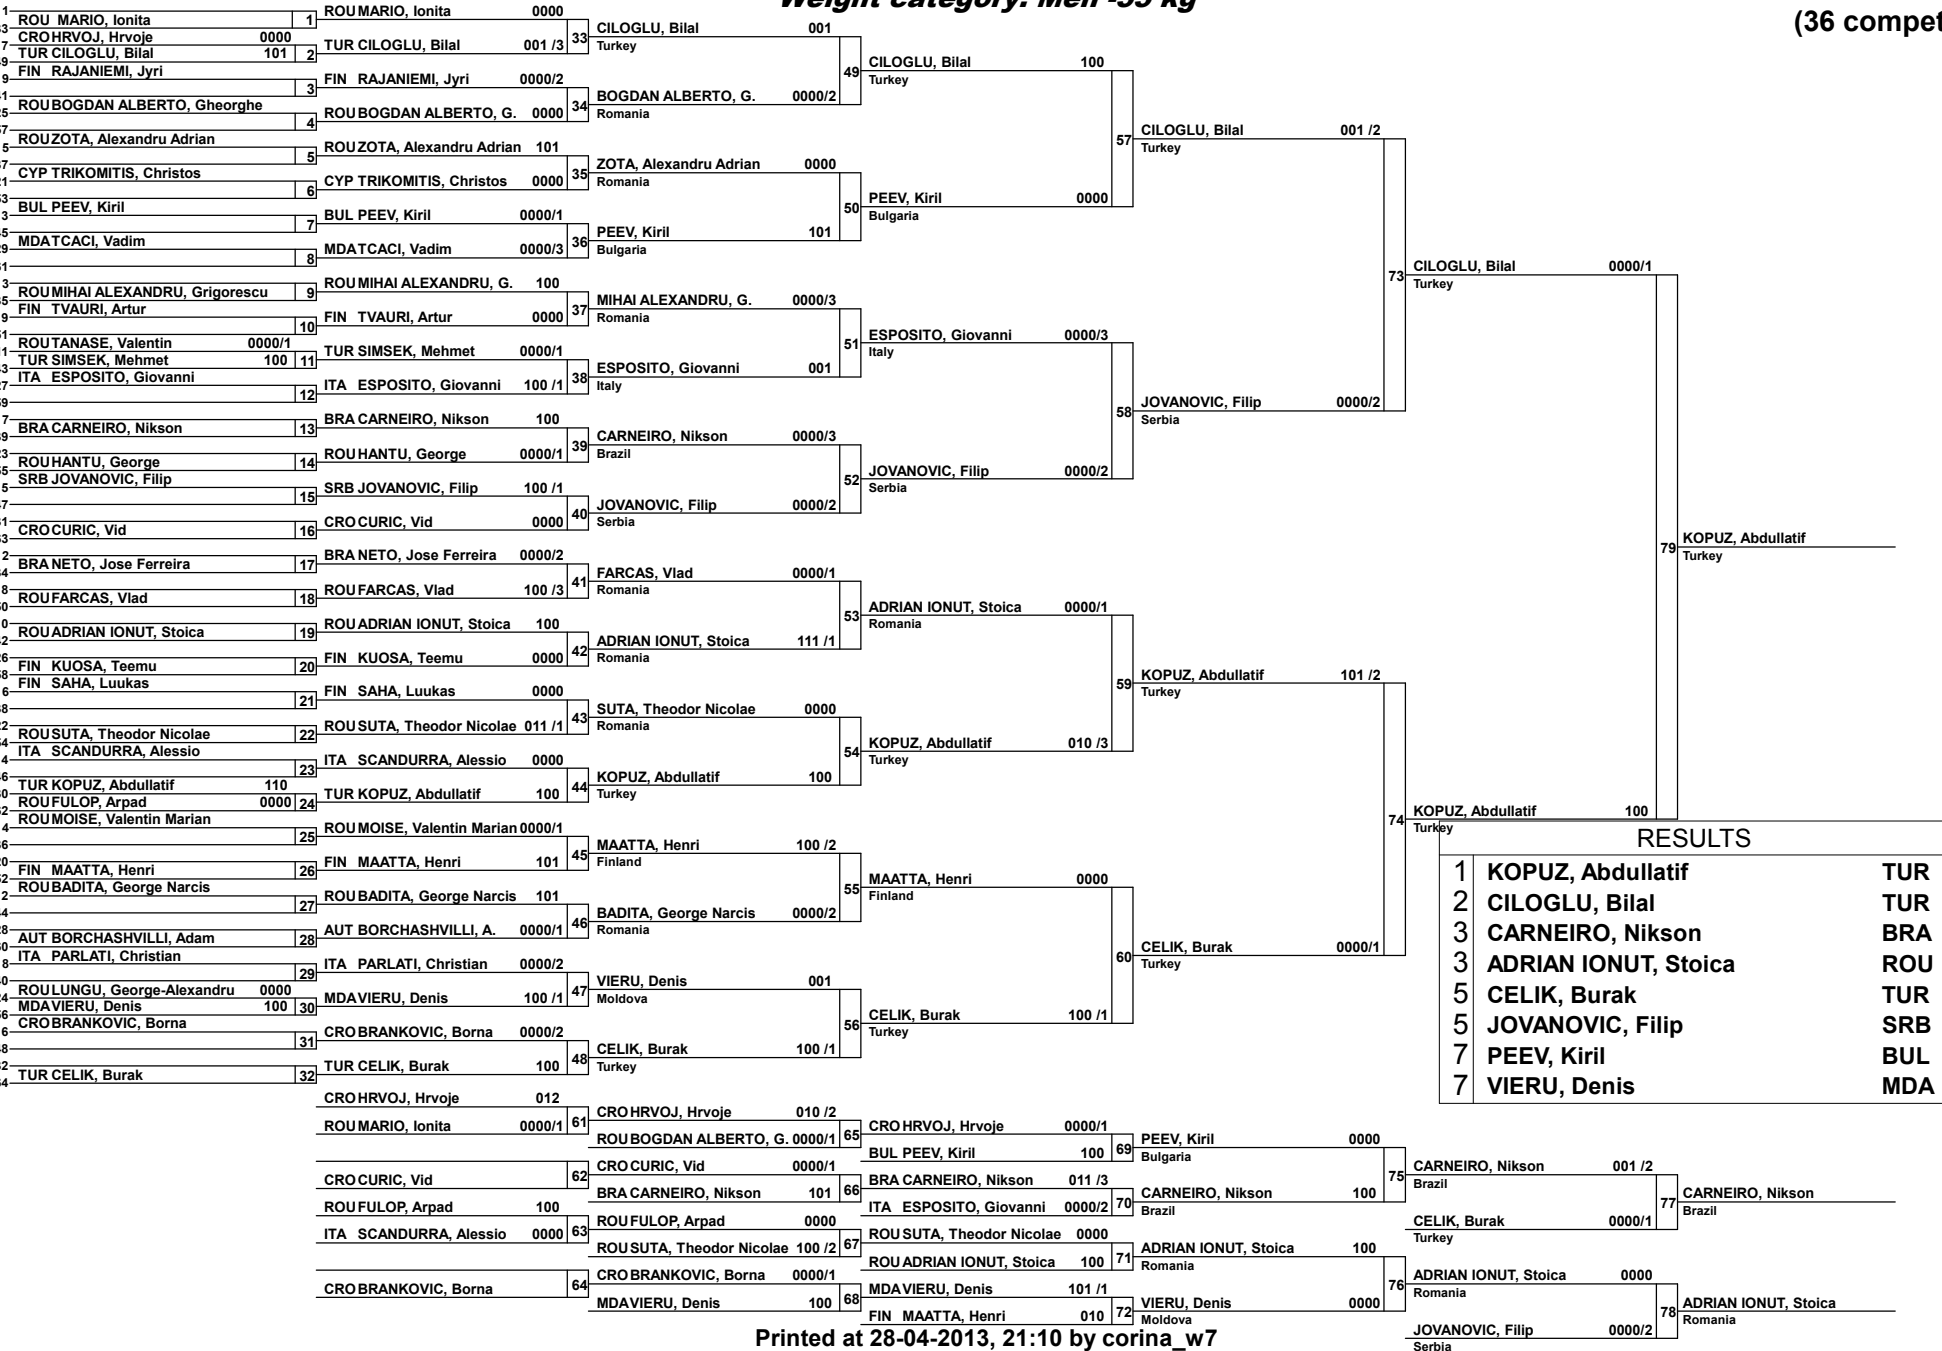 Weight category: Men -55 kg
(36 compet
ROU MARIO, Ionita 1
CRO HRVOJ, Hrvoje 0000
TUR CILOGLU, Bilal 101 2
FIN RAJANIEMI, Jyri
3
ROU BOGDAN ALBERTO, Gheorghe
4
ROU ZOTA, Alexandru Adrian
5
CYP TRIKOMITIS, Christos
6
BUL PEEV, Kiril
7
MDA TCACI, Vadim
8
ROU MIHAI ALEXANDRU, Grigorescu 9
FIN TVAURI, Artur
10
ROU TANASE, Valentin 0000/1
TUR SIMSEK, Mehmet 100 11
ITA ESPOSITO, Giovanni
12
BRA CARNEIRO, Nikson 13
ROU HANTU, George 14
SRB JOVANOVIC, Filip
15
CRO CURIC, Vid 16
BRA NETO, Jose Ferreira 17
ROU FARCAS, Vlad 18
ROU ADRIAN IONUT, Stoica 19
FIN KUOSA, Teemu 20
FIN SAHA, Luukas
21
ROU SUTA, Theodor Nicolae 22
ITA SCANDURRA, Alessio
23
TUR KOPUZ, Abdullatif 110
ROU FULOP, Arpad 0000 24
ROU MOISE, Valentin Marian
25
FIN MAATTA, Henri 26
ROU BADITA, George Narcis
27
AUT BORCHASHVILLI, Adam 28
ITA PARLATI, Christian
29
ROU LUNGU, George-Alexandru 0000
MDA VIERU, Denis 100 30
CRO BRANKOVIC, Borna
31
TUR CELIK, Burak 32
ROU MARIO, Ionita 0000
TUR CILOGLU, Bilal 001 /3 33
FIN RAJANIEMI, Jyri 0000/2
ROU BOGDAN ALBERTO, G. 0000 34
ROU ZOTA, Alexandru Adrian 101
CYP TRIKOMITIS, Christos 0000 35
BUL PEEV, Kiril 0000/1
MDA TCACI, Vadim 0000/3 36
ROU MIHAI ALEXANDRU, G. 100
FIN TVAURI, Artur 0000 37
TUR SIMSEK, Mehmet 0000/1
ITA ESPOSITO, Giovanni 100 /1 38
BRA CARNEIRO, Nikson 100
ROU HANTU, George 0000/1 39
SRB JOVANOVIC, Filip 100 /1
CRO CURIC, Vid 0000 40
BRA NETO, Jose Ferreira 0000/2
ROU FARCAS, Vlad 100 /3 41
ROU ADRIAN IONUT, Stoica 100
FIN KUOSA, Teemu 0000 42
FIN SAHA, Luukas 0000
ROU SUTA, Theodor Nicolae 011 /1 43
ITA SCANDURRA, Alessio 0000
TUR KOPUZ, Abdullatif 100 44
ROU MOISE, Valentin Marian 0000/1
FIN MAATTA, Henri 101 45
ROU BADITA, George Narcis 101
AUT BORCHASHVILLI, A. 0000/1 46
ITA PARLATI, Christian 0000/2
MDA VIERU, Denis 100 /1 47
CRO BRANKOVIC, Borna 0000/2
TUR CELIK, Burak 100 48
CILOGLU, Bilal 001
Turkey
49
BOGDAN ALBERTO, G. 0000/2
Romania
ZOTA, Alexandru Adrian 0000
Romania
50
PEEV, Kiril 101
Bulgaria
MIHAI ALEXANDRU, G. 0000/3
Romania
51
ESPOSITO, Giovanni 001
Italy
CARNEIRO, Nikson 0000/3
Brazil
52
JOVANOVIC, Filip 0000/2
Serbia
FARCAS, Vlad 0000/1
Romania
53
ADRIAN IONUT, Stoica 111 /1
Romania
SUTA, Theodor Nicolae 0000
Romania
54
KOPUZ, Abdullatif 100
Turkey
MAATTA, Henri 100 /2
Finland
55
BADITA, George Narcis 0000/2
Romania
VIERU, Denis 001
Moldova
56
CELIK, Burak 100 /1
Turkey
CILOGLU, Bilal 100
Turkey
57
PEEV, Kiril 0000
Bulgaria
ESPOSITO, Giovanni 0000/3
Italy
58
JOVANOVIC, Filip 0000/2
Serbia
ADRIAN IONUT, Stoica 0000/1
Romania
59
KOPUZ, Abdullatif 010 /3
Turkey
MAATTA, Henri 0000
Finland
60
CELIK, Burak 100 /1
Turkey
CILOGLU, Bilal 001 /2
Turkey
73
JOVANOVIC, Filip 0000/2
Serbia
KOPUZ, Abdullatif 101 /2
Turkey
74
CELIK, Burak 0000/1
Turkey
CILOGLU, Bilal 0000/1
Turkey
79
KOPUZ, Abdullatif 100
Turkey
KOPUZ, Abdullatif
Turkey
RESULTS
1 KOPUZ, Abdullatif TUR
2 CILOGLU, Bilal TUR
3 CARNEIRO, Nikson BRA
3 ADRIAN IONUT, Stoica ROU
5 CELIK, Burak TUR
5 JOVANOVIC, Filip SRB
7 PEEV, Kiril BUL
7 VIERU, Denis MDA
CRO HRVOJ, Hrvoje 012
ROU MARIO, Ionita 0000/1 61
CRO CURIC, Vid 62
ROU FULOP, Arpad 100
ITA SCANDURRA, Alessio 0000 63
CRO BRANKOVIC, Borna 64
CRO HRVOJ, Hrvoje 010 /2
ROU BOGDAN ALBERTO, G. 0000/1 65
CRO CURIC, Vid 0000/1
BRA CARNEIRO, Nikson 101 66
ROU FULOP, Arpad 0000
ROU SUTA, Theodor Nicolae 100 /2 67
CRO BRANKOVIC, Borna 0000/1
MDA VIERU, Denis 100 68
CRO HRVOJ, Hrvoje 0000/1
BUL PEEV, Kiril 100 69
BRA CARNEIRO, Nikson 011 /3
ITA ESPOSITO, Giovanni 0000/2 70
ROU SUTA, Theodor Nicolae 0000
ROU ADRIAN IONUT, Stoica 100 71
MDA VIERU, Denis 101 /1
FIN MAATTA, Henri 010 72
PEEV, Kiril 0000
Bulgaria
75
CARNEIRO, Nikson 100
Brazil
ADRIAN IONUT, Stoica 100
Romania
76
VIERU, Denis 0000
Moldova
CARNEIRO, Nikson 001 /2
Brazil
77
CELIK, Burak 0000/1
Turkey
ADRIAN IONUT, Stoica 0000
Romania
78
JOVANOVIC, Filip 0000/2
Serbia
CARNEIRO, Nikson
Brazil
ADRIAN IONUT, Stoica
Romania
Printed at 28-04-2013, 21:10 by corina_w7